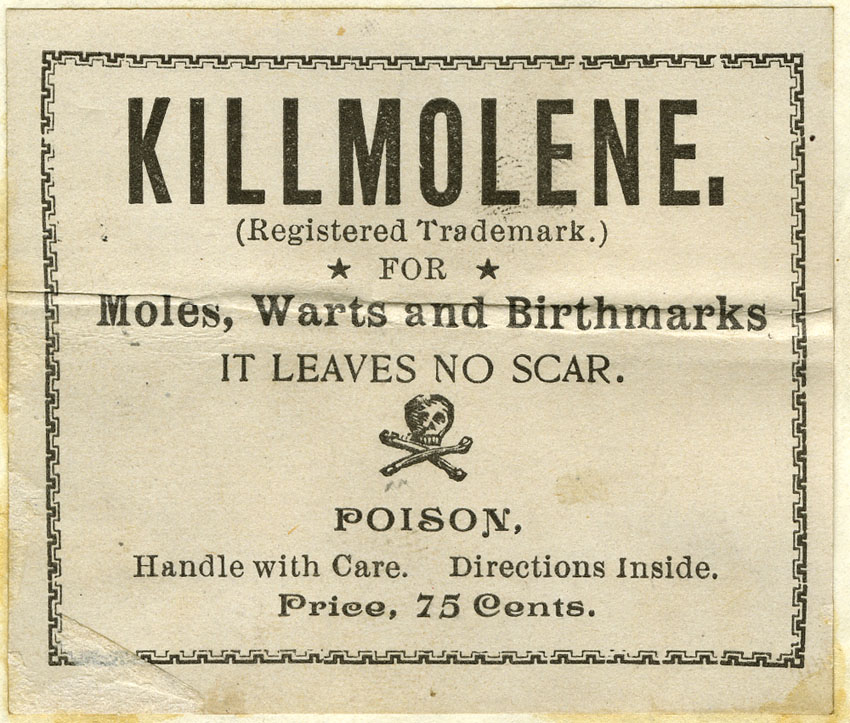 KILLMOLENE.
(Registered Trademark.)
★ FOR ★
Moles, Warts and Birthmarks
IT LEAVES NO SCAR.
POISON,
Handle with Care. Directions Inside.
Price, 75 Cents.